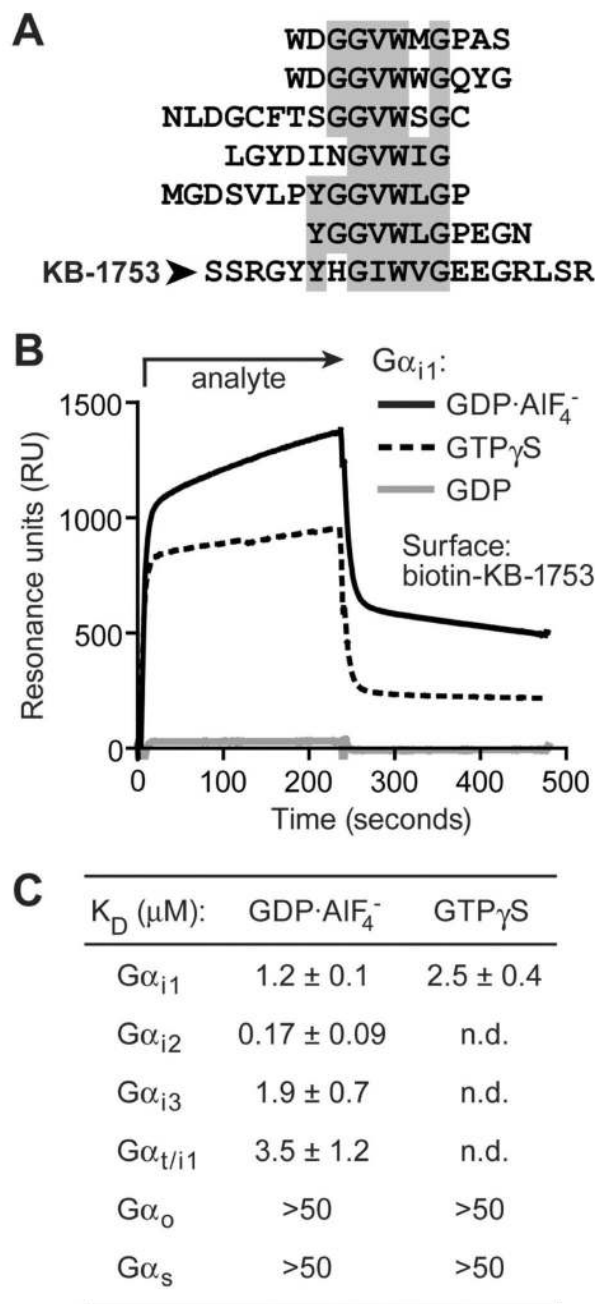 A
WDGGVWMGPAS
WDGGVWWGQYG
NLDGCFTSGGVWSGC
LGYDINGVWIG
MGDSVLPYGGVWLGP
YGGVWLGPEGN
KB-1753 SSRGYYHGIWVGEEGRLSR
B
analyte
Gαi1:
GDP·AlF4-
GTPγS
GDP
Surface:
biotin-KB-1753
Resonance units (RU)
1500
1000
500
0
0 100 200 300 400 500
Time (seconds)
C
KD (μM): GDP·AlF4- GTPγS
Gαi1 1.2 ± 0.1 2.5 ± 0.4
Gαi2 0.17 ± 0.09 n.d.
Gαi3 1.9 ± 0.7 n.d.
Gαt/i1 3.5 ± 1.2 n.d.
Gαo >50 >50
Gαs >50 >50